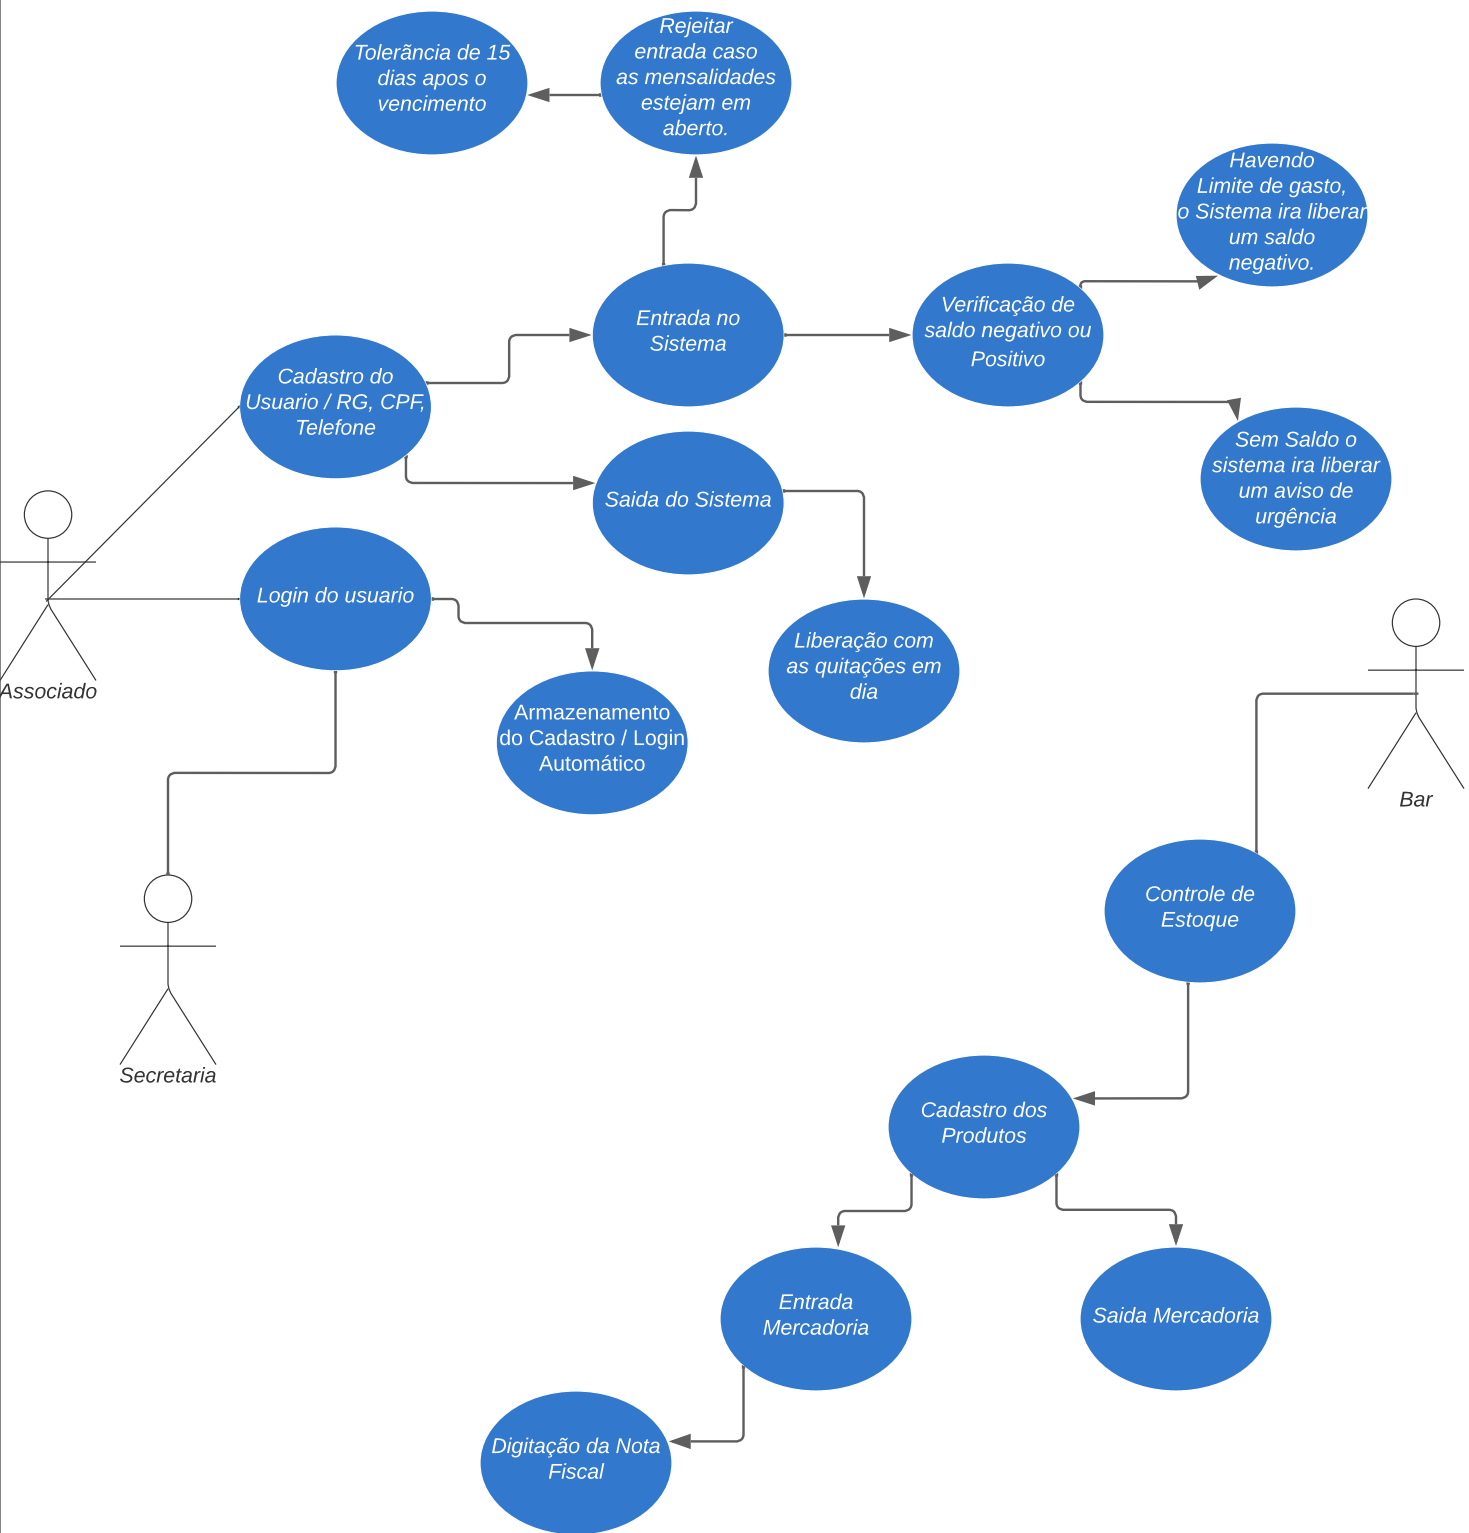 Tolerãncia de 15
dias apos o
vencimento
Rejeitar
entrada caso
as mensalidades
estejam em
aberto.
Havendo
Limite de gasto,
o Sistema ira liberar
um saldo
negativo.
Entrada no
Sistema
Verificação de
saldo negativo ou
Positivo
Cadastro do
Usuario / RG, CPF,
Telefone
Sem Saldo o
sistema ira liberar
um aviso de
urgência
Saida do Sistema
Login do usuario
Liberação com
as quitações em
dia
Associado
Armazenamento
do Cadastro / Login
Automático
Bar
Controle de
Estoque
Secretaria
Cadastro dos
Produtos
Entrada
Mercadoria
Saida Mercadoria
Digitação da Nota
Fiscal